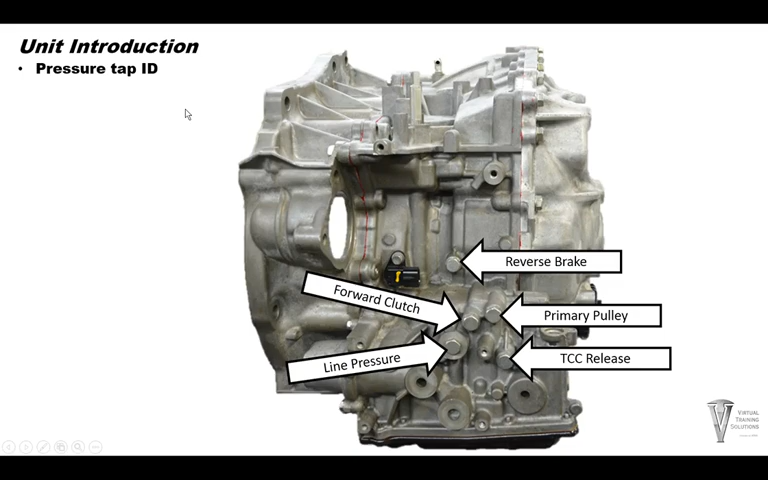 Unit Introduction
• Pressure tap ID
Reverse Brake
Forward Clutch
Primary Pulley
Line Pressure
TCC Release
VIRTUAL
TRAINING
SOLUTIONS